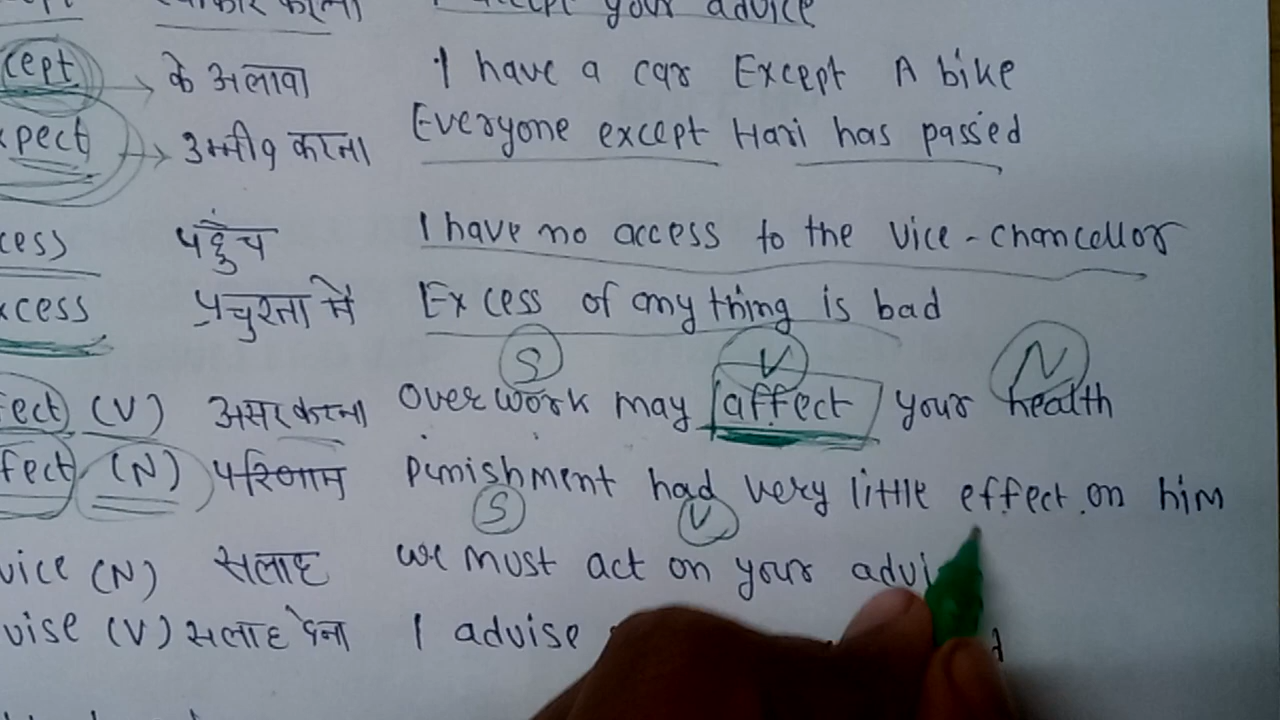 your advice
cept → के अलावा I have a car Except A bike
pect → उम्मीद करना Everyone except Hari has passed
cess पहुँच I have no access to the vice-chancellor
xcess प्रचुरता में Excess of anything is bad
S V N
fect (V) असर करना over work may affect your health
fect (N) परिणाम punishment had very little effect on him
S V
vice (N) सलाह we must act on your advi
vise (V) सलाह देना I advise